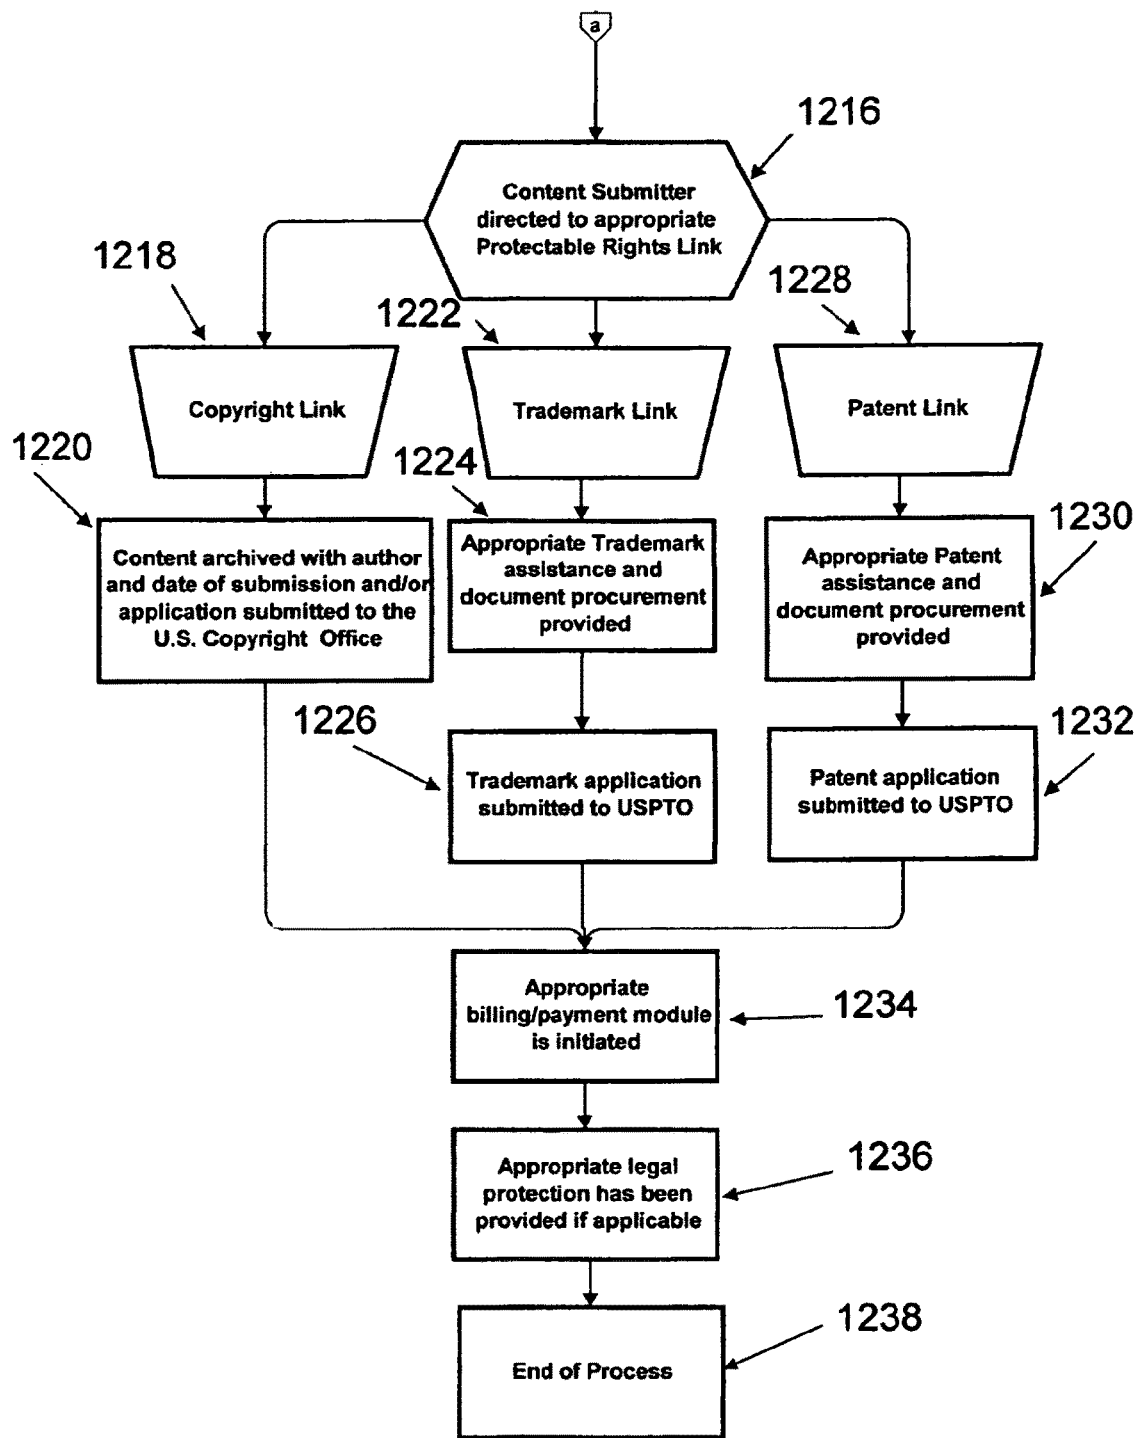 a
1216
Content Submitter
directed to appropriate
Protectable Rights Link
1218
1222
1228
Copyright Link
Trademark Link
Patent Link
1220
1224
1230
Content archived with author
and date of submission and/or
application submitted to the
U.S. Copyright Office
Appropriate Trademark
assistance and
document procurement
provided
Appropriate Patent
assistance and
document procurement
provided
1226
1232
Trademark application
submitted to USPTO
Patent application
submitted to USPTO
Appropriate
billing/payment module
is initiated
1234
Appropriate legal
protection has been
provided if applicable
1236
End of Process
1238